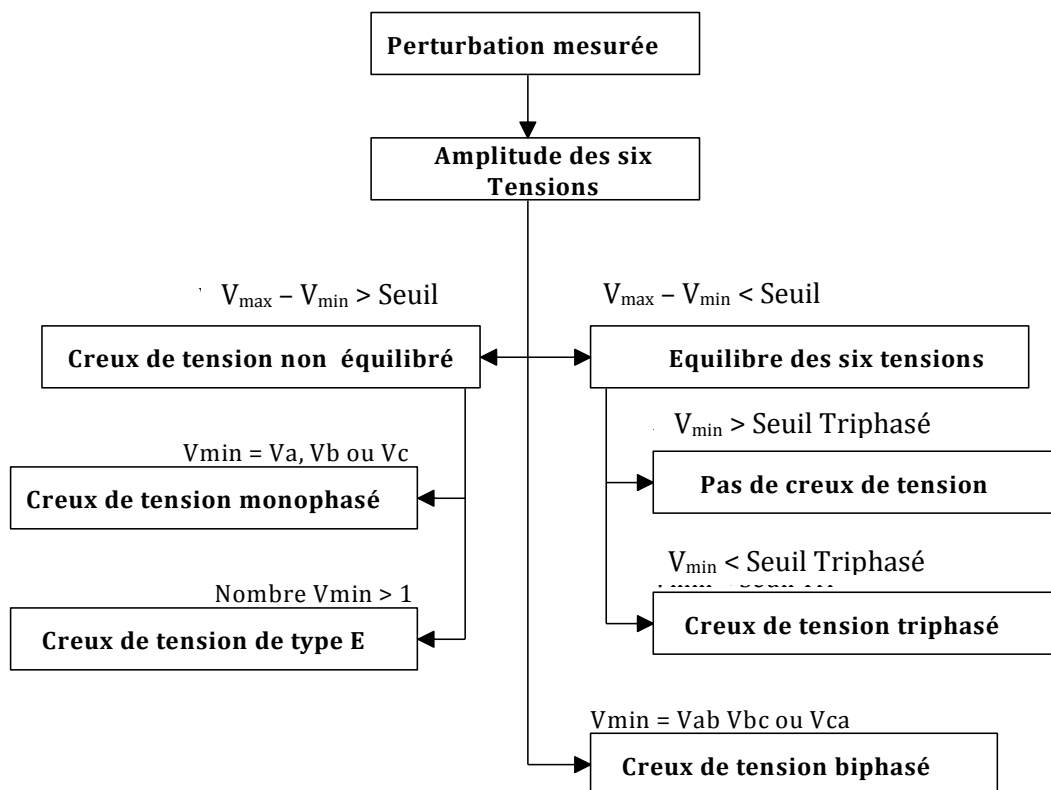 Perturbation mesurée
Amplitude des six
Tensions
Vmax – Vmin > Seuil
Vmax – Vmin < Seuil
Creux de tension non équilibré
Equilibre des six tensions
Vmin > Seuil Triphasé
Vmin = Va, Vb ou Vc
Pas de creux de tension
Creux de tension monophasé
Vmin < Seuil Triphasé
Nombre Vmin > 1
Creux de tension triphasé
Creux de tension de type E
Vmin = Vab Vbc ou Vca
Creux de tension biphasé